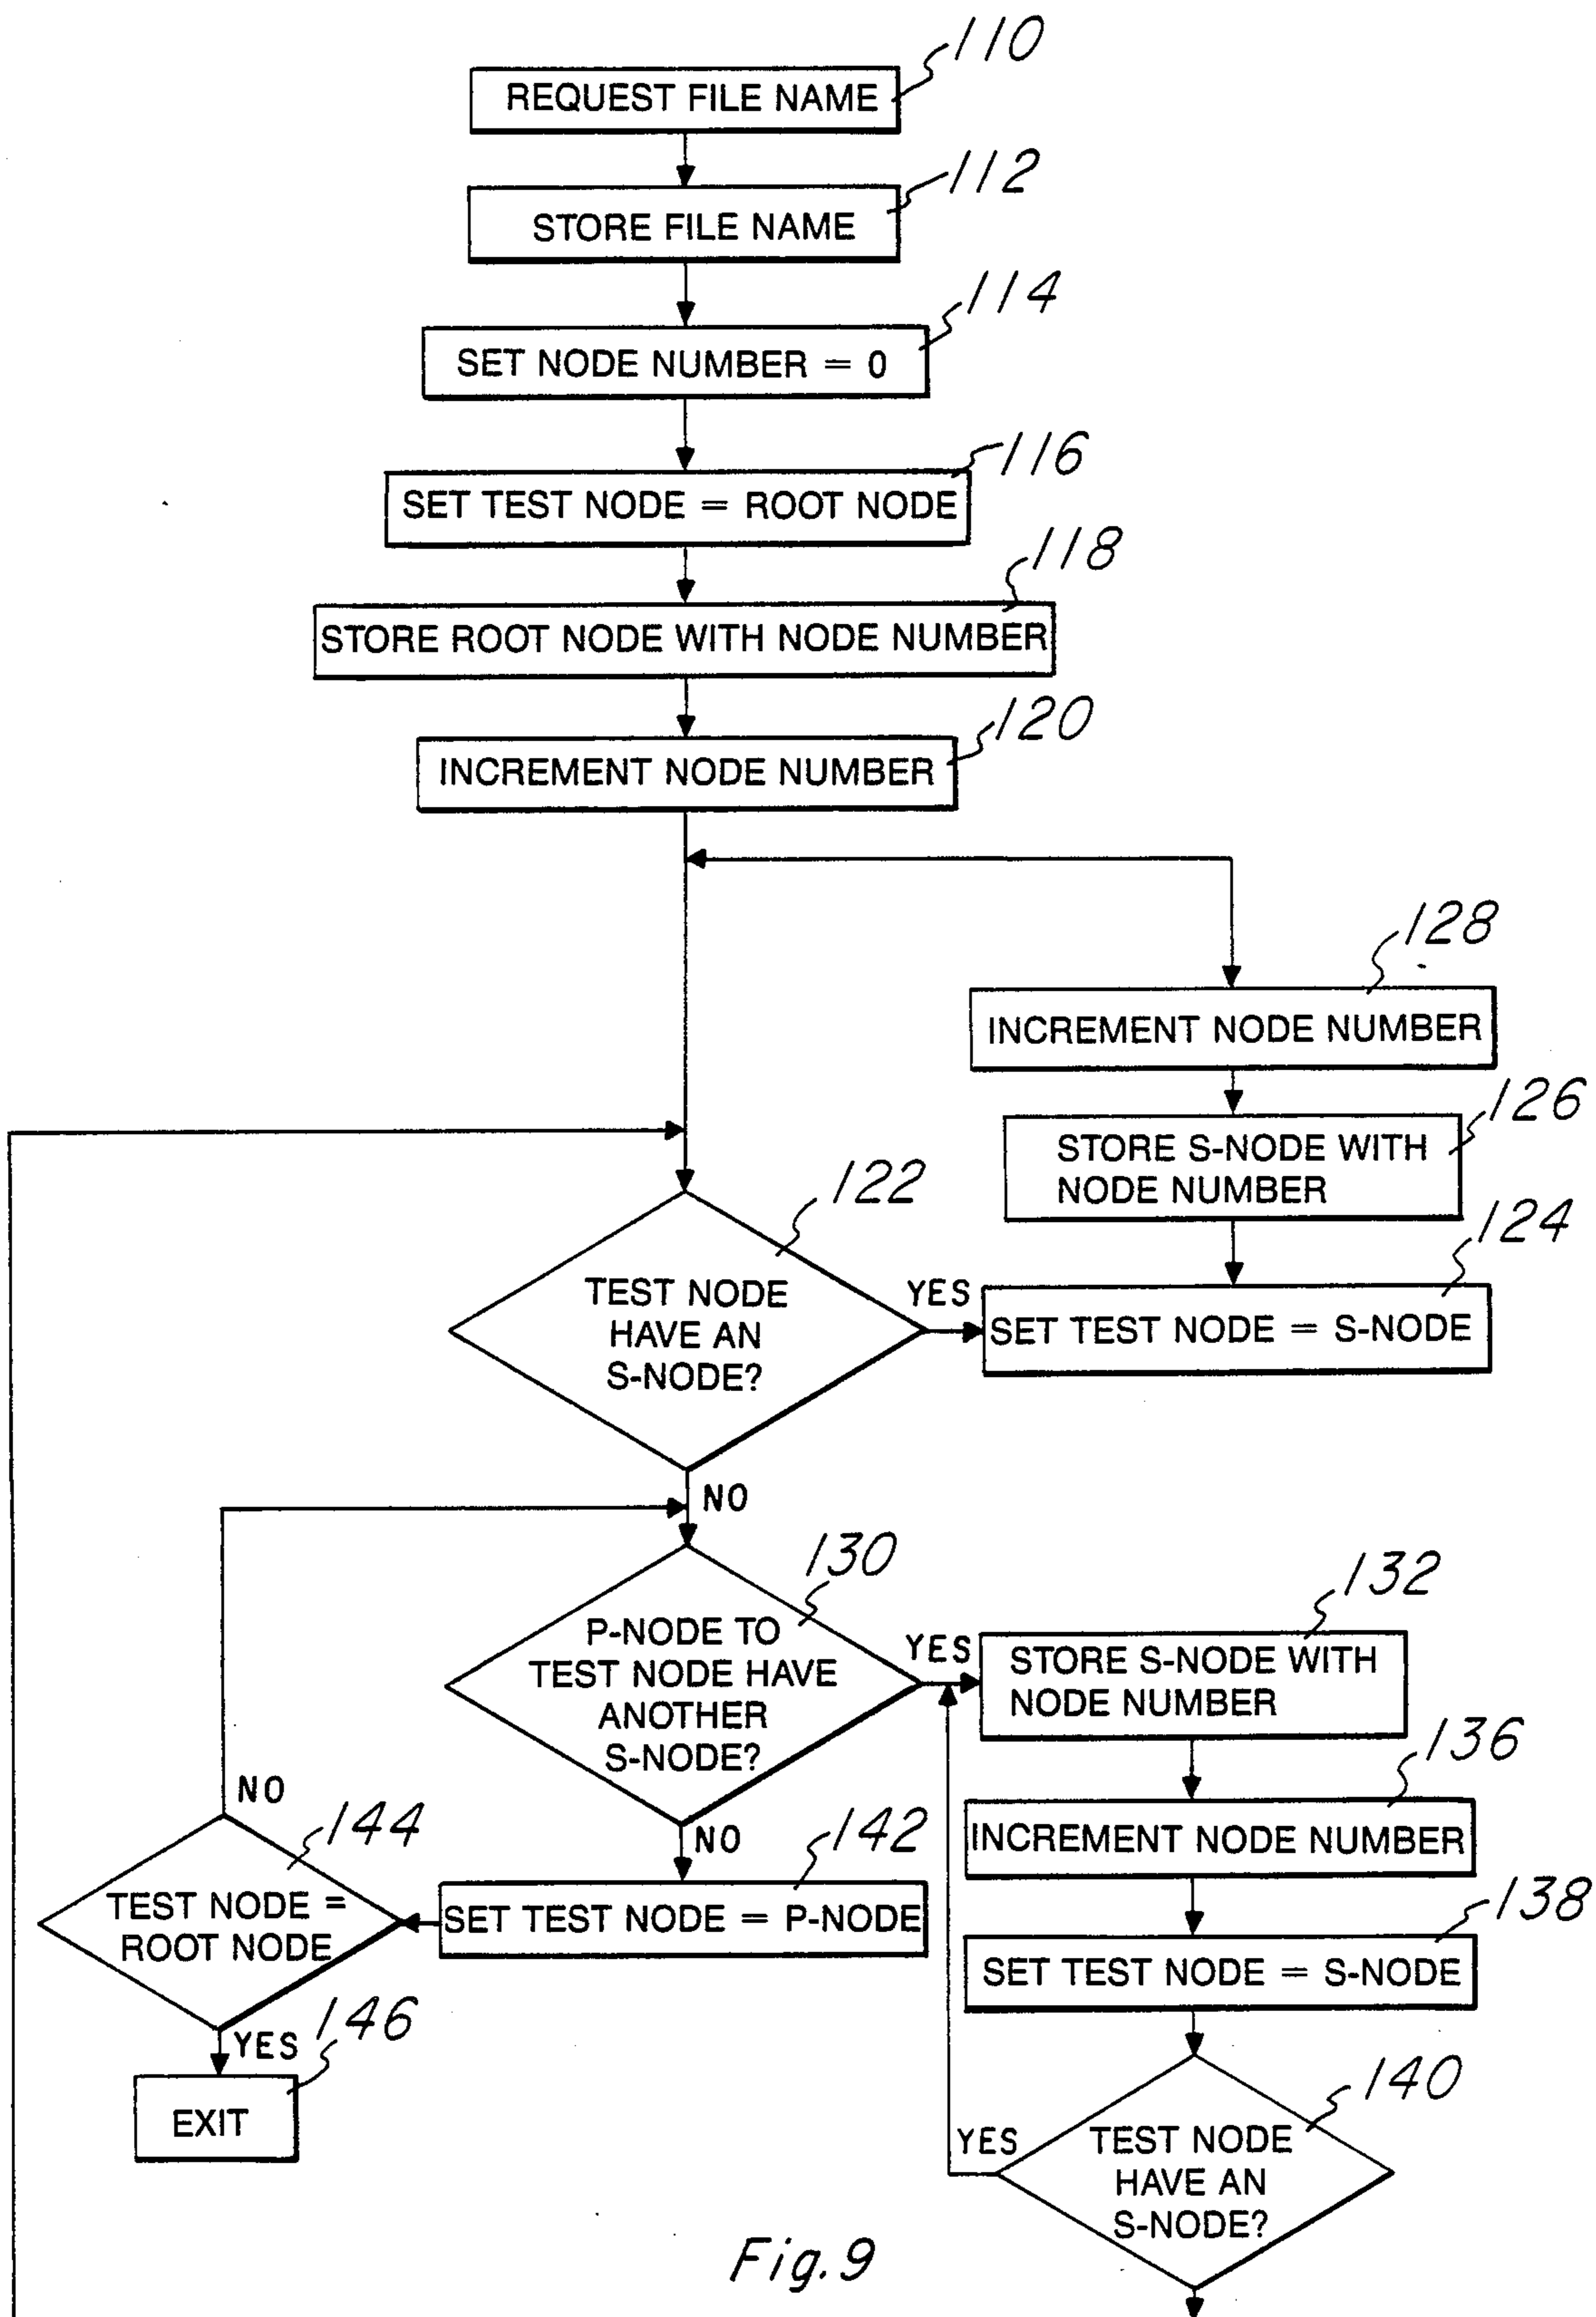 110
REQUEST FILE NAME
112
STORE FILE NAME
114
SET NODE NUMBER = 0
116
SET TEST NODE = ROOT NODE
118
STORE ROOT NODE WITH NODE NUMBER
120
INCREMENT NODE NUMBER
128
INCREMENT NODE NUMBER
126
STORE S-NODE WITH
NODE NUMBER
124
SET TEST NODE = S-NODE
122
TEST NODE
HAVE AN
S-NODE?
YES
NO
130
P-NODE TO
TEST NODE HAVE
ANOTHER
S-NODE?
YES
132
STORE S-NODE WITH
NODE NUMBER
136
INCREMENT NODE NUMBER
138
SET TEST NODE = S-NODE
140
TEST NODE
HAVE AN
S-NODE?
YES
NO
142
SET TEST NODE = P-NODE
144
TEST NODE =
ROOT NODE
NO
YES
146
EXIT
Fig. 9